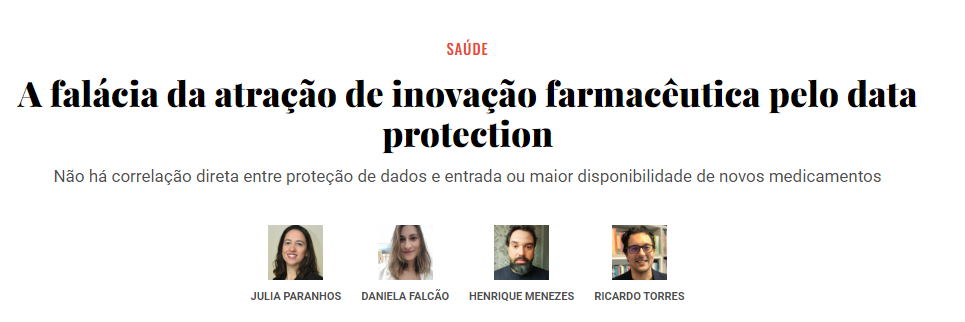 SAÚDE
A falácia da atração de inovação farmacêutica pelo data
protection
Não há correlação direta entre proteção de dados e entrada ou maior disponibilidade de novos medicamentos
JULIA PARANHOS DANIELA FALCÃO HENRIQUE MENEZES RICARDO TORRES